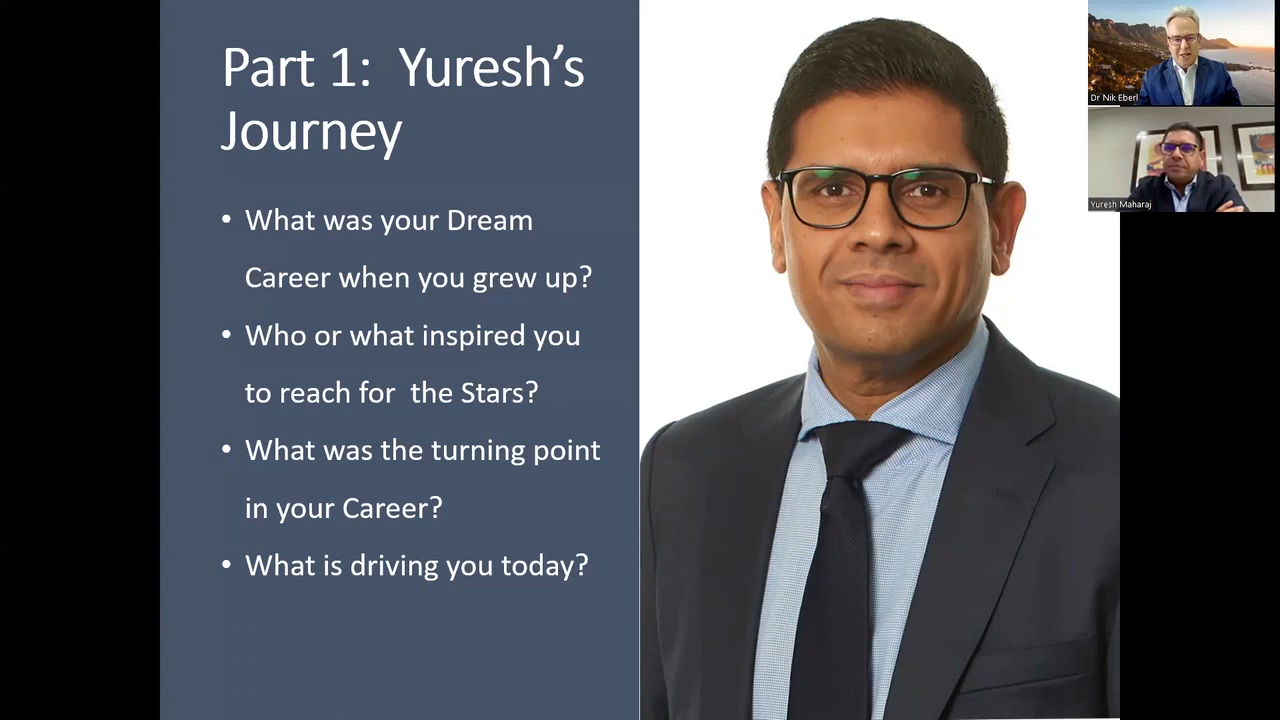 Part 1:  Yuresh’s
Journey
• What was your Dream
Career when you grew up?
• Who or what inspired you
to reach for  the Stars?
• What was the turning point
in your Career?
• What is driving you today?
Dr Nik Eberl
Yuresh Maharaj